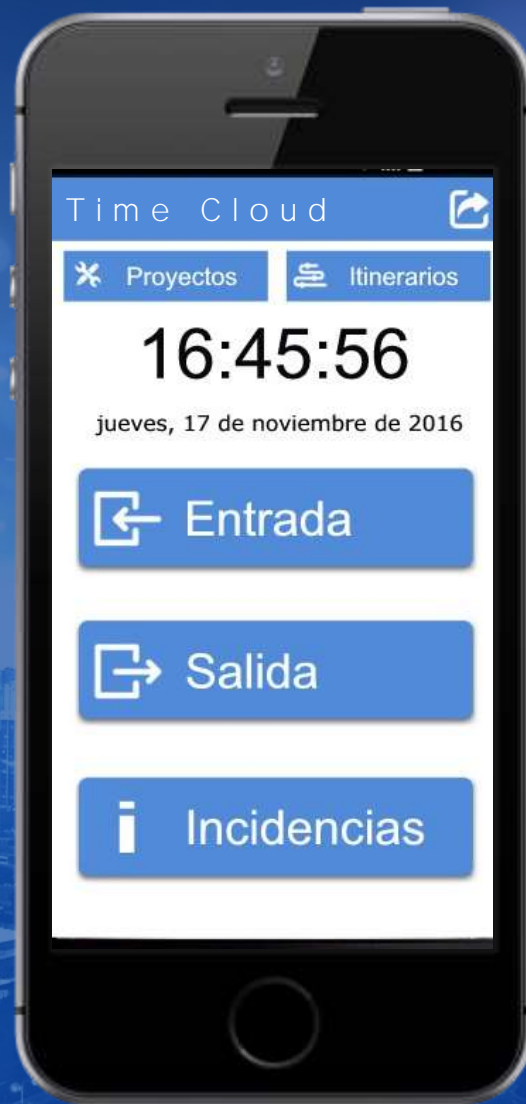 Time Cloud
Proyectos Itinerarios
16:45:56
jueves, 17 de noviembre de 2016
Entrada
Salida
Incidencias